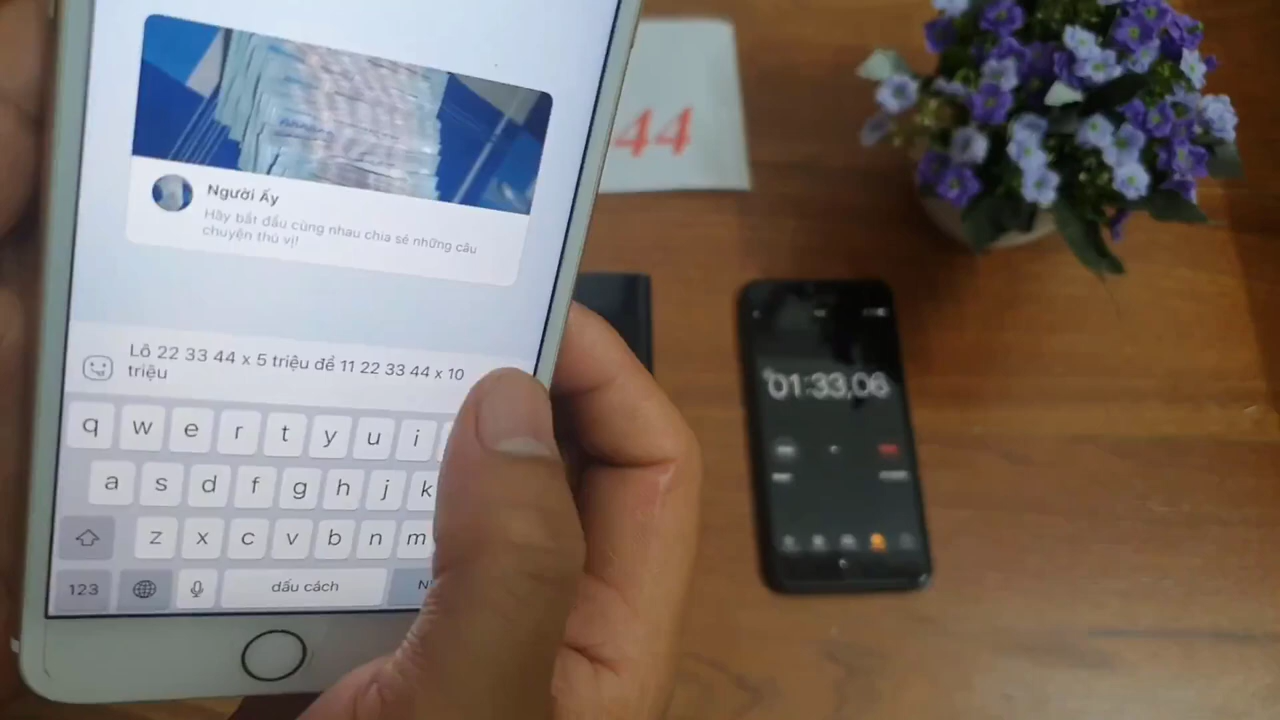 Người Ấy
Hãy bắt đầu cùng nhau chia sẻ những câu
chuyện thú vị!
Lô 22 33 44 x 5 triệu đề 11 22 33 44 x 10
triệu
q w e r t y u i
a s d f g h j k
z x c v b n m
123 dấu cách
44
01:33,06